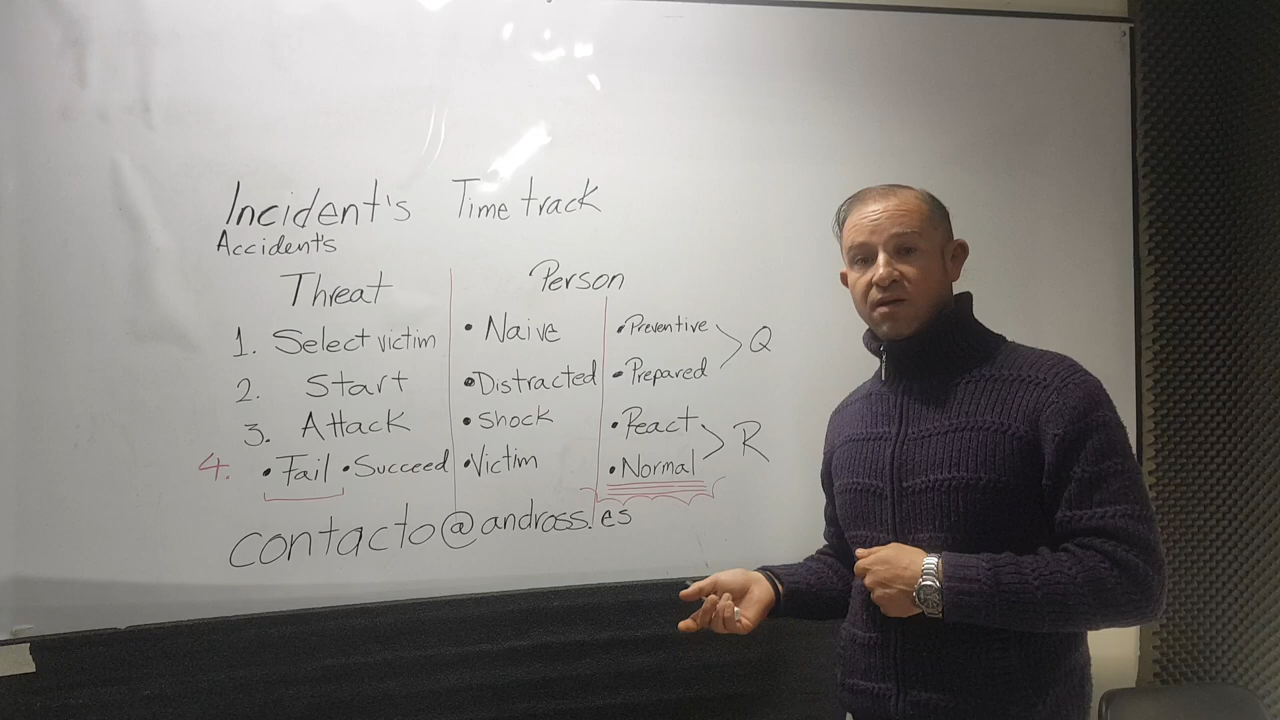 Incident's Time track
Accident's
Threat Person
1. Select victim • Naive • Preventive > Q
2. Start • Distracted • Prepared
3. Attack • Shock • React > R
4. • Fail • Succeed • Victim • Normal
contacto@andross.es